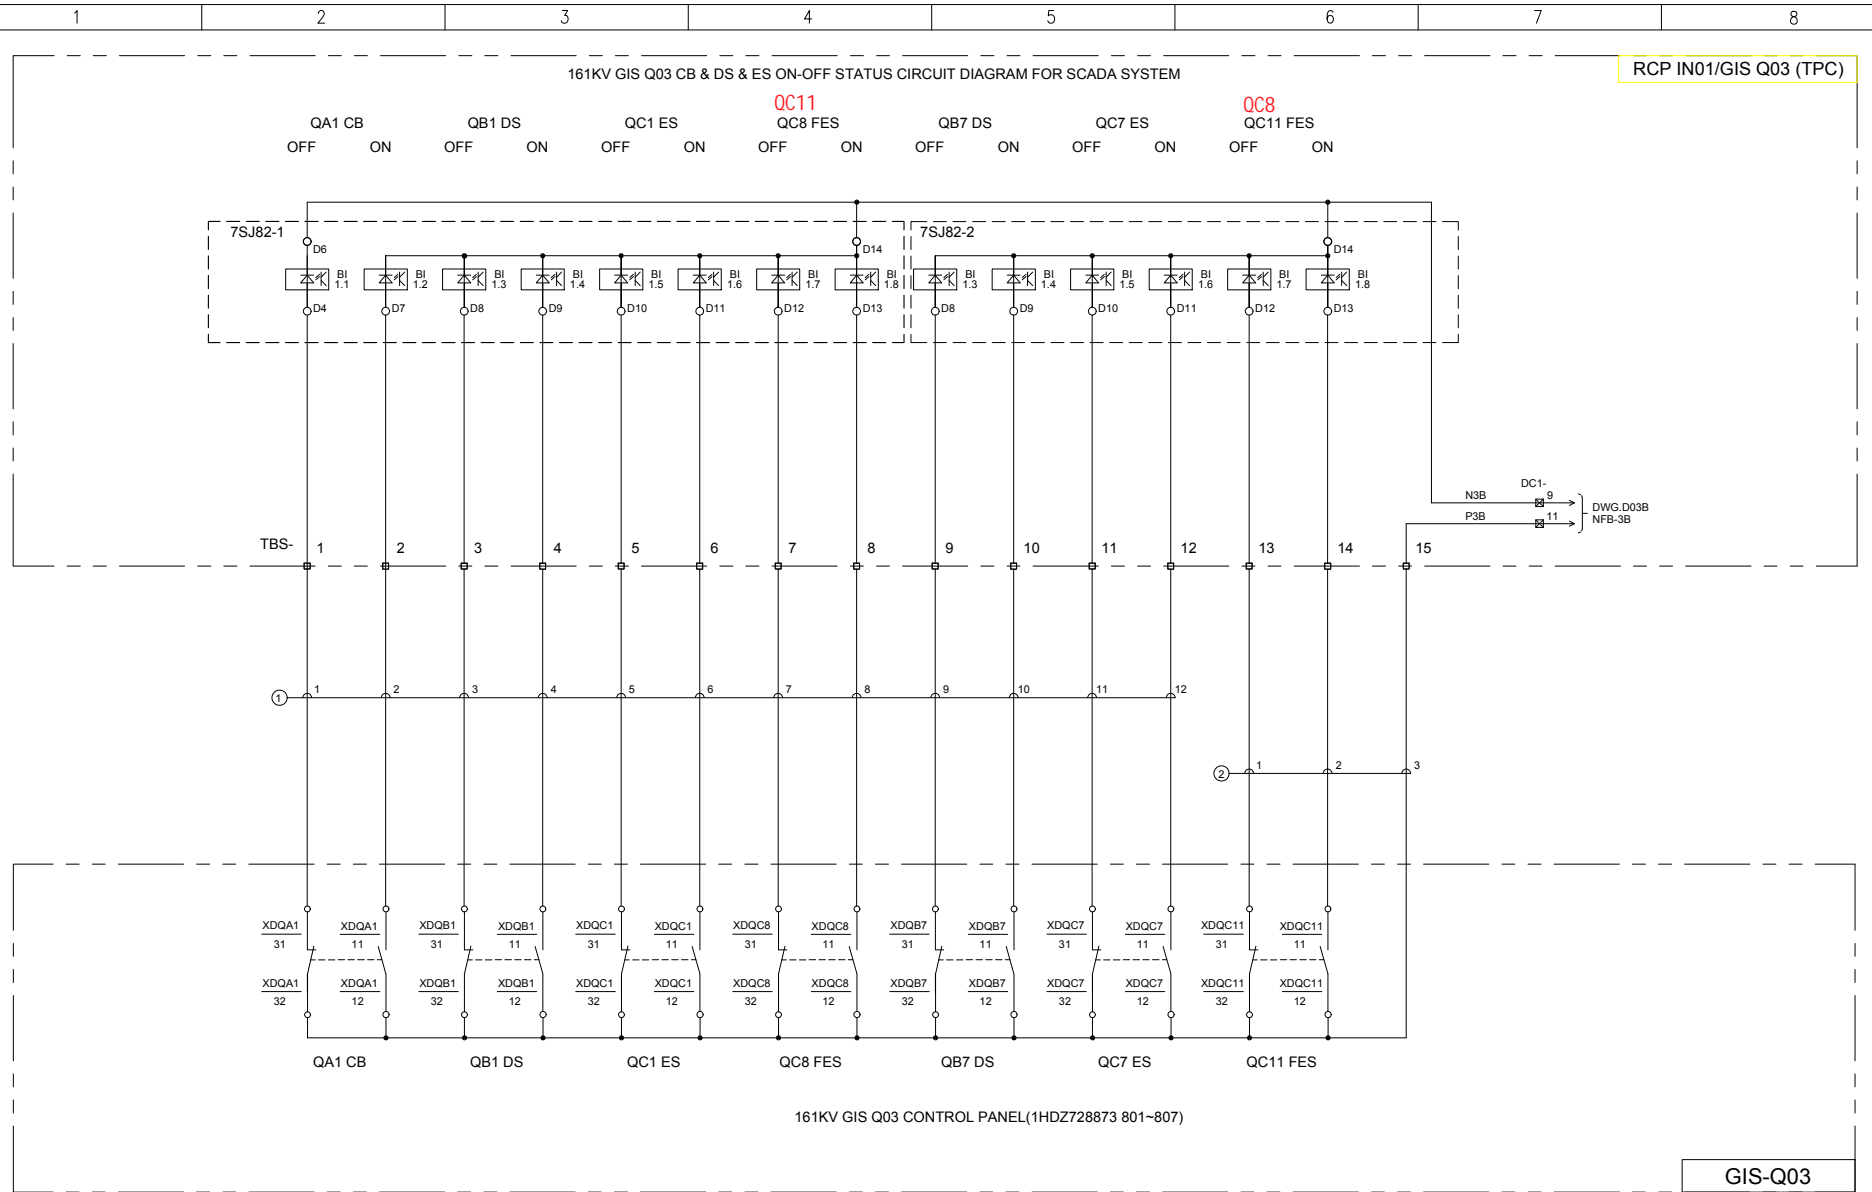 1 2 3 4 5 6 7 8
RCP IN01/GIS Q03 (TPC)
161KV GIS Q03 CB & DS & ES ON-OFF STATUS CIRCUIT DIAGRAM FOR SCADA SYSTEM
QC11 QC8
QA1 CB QB1 DS QC1 ES QC8 FES QB7 DS QC7 ES QC11 FES
OFF ON OFF ON OFF ON OFF ON OFF ON OFF ON OFF ON
7SJ82-1 7SJ82-2
D6 D14 D14
BI BI BI BI BI BI BI BI BI BI BI BI BI BI
1.1 1.2 1.3 1.4 1.5 1.6 1.7 1.8 1.3 1.4 1.5 1.6 1.7 1.8
D4 D7 D8 D9 D10 D11 D12 D13 D8 D9 D10 D11 D12 D13
DC1-
N3B 9
DWG.D03B
P3B 11
NFB-3B
TBS- 1 2 3 4 5 6 7 8 9 10 11 12 13 14 15
1 1 2 3 4 5 6 7 8 9 10 11 12
2 1 2 3
XDQA1 XDQA1 XDQB1 XDQB1 XDQC1 XDQC1 XDQC8 XDQC8 XDQB7 XDQB7 XDQC7 XDQC7 XDQC11 XDQC11
31 11 31 11 31 11 31 11 31 11 31 11 31 11
XDQA1 XDQA1 XDQB1 XDQB1 XDQC1 XDQC1 XDQC8 XDQC8 XDQB7 XDQB7 XDQC7 XDQC7 XDQC11 XDQC11
32 12 32 12 32 12 32 12 32 12 32 12 32 12
QA1 CB QB1 DS QC1 ES QC8 FES QB7 DS QC7 ES QC11 FES
161KV GIS Q03 CONTROL PANEL(1HDZ728873 801~807)
GIS-Q03